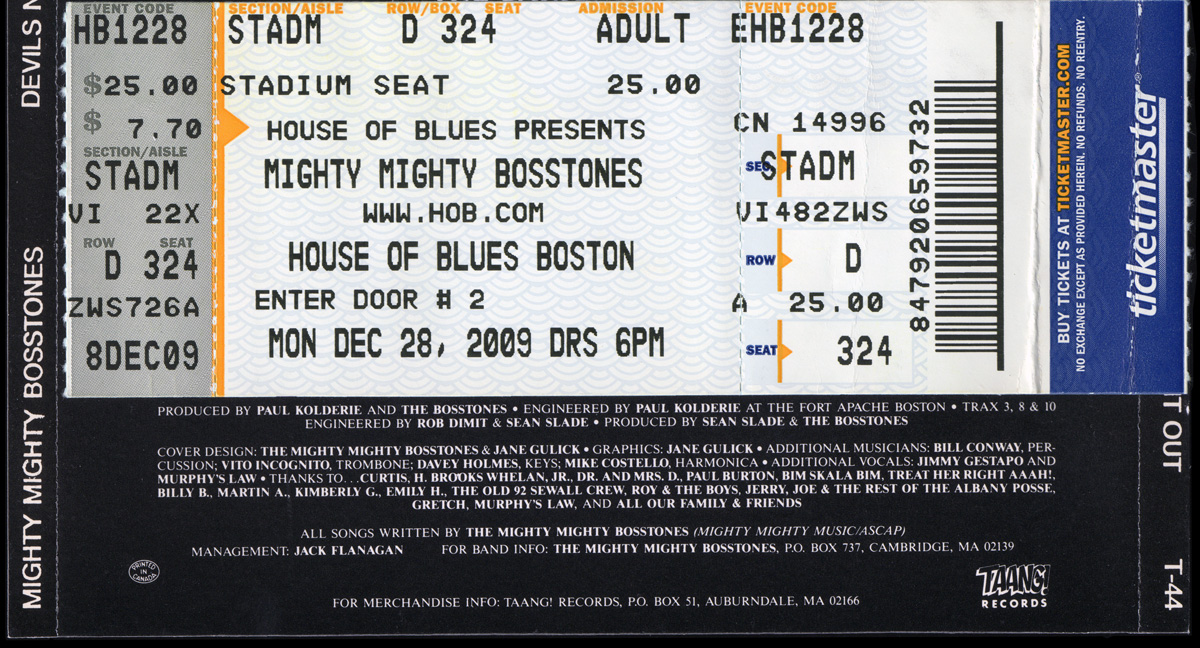 DEVILS N
MIGHTY MIGHTY BOSSTONES
EVENT CODE
HB1228
$25.00
$ 7.70
SECTION/AISLE
STADM
VI 22X
ROW SEAT
D 324
ZWS726A
8DEC09
SECTION/AISLE ROW/BOX SEAT ADMISSION
STADM D 324 ADULT
STADIUM SEAT 25.00
HOUSE OF BLUES PRESENTS
MIGHTY MIGHTY BOSSTONES
WWW.HOB.COM
HOUSE OF BLUES BOSTON
ENTER DOOR # 2
MON DEC 28, 2009 DRS 6PM
EVENT CODE
EHB1228
CN 14996
SEC STADM
VI482ZWS
ROW D
A 25.00
SEAT 324
847920659732
BUY TICKETS AT TICKETMASTER.COM
NO EXCHANGE EXCEPT AS PROVIDED HEREIN. NO REFUNDS. NO REENTRY.
ticketmaster®
PRODUCED BY PAUL KOLDERIE AND THE BOSSTONES • ENGINEERED BY PAUL KOLDERIE AT THE FORT APACHE BOSTON • TRAX 3, 8 & 10
ENGINEERED BY ROB DIMIT & SEAN SLADE • PRODUCED BY SEAN SLADE & THE BOSSTONES
COVER DESIGN: THE MIGHTY MIGHTY BOSSTONES & JANE GULICK • GRAPHICS: JANE GULICK • ADDITIONAL MUSICIANS: BILL CONWAY, PER-
CUSSION; VITO INCOGNITO, TROMBONE; DAVEY HOLMES, KEYS; MIKE COSTELLO, HARMONICA • ADDITIONAL VOCALS: JIMMY GESTAPO AND
MURPHY'S LAW • THANKS TO. . .CURTIS, H. BROOKS WHELAN, JR., DR. AND MRS. D., PAUL BURTON, BIM SKALA BIM, TREAT HER RIGHT AAAH!,
BILLY B., MARTIN A., KIMBERLY G., EMILY H., THE OLD 92 SEWALL CREW, ROY & THE BOYS, JERRY, JOE & THE REST OF THE ALBANY POSSE,
GRETCH, MURPHY'S LAW, AND ALL OUR FAMILY & FRIENDS
ALL SONGS WRITTEN BY THE MIGHTY MIGHTY BOSSTONES (MIGHTY MIGHTY MUSIC/ASCAP)
MANAGEMENT: JACK FLANAGAN FOR BAND INFO: THE MIGHTY MIGHTY BOSSTONES, P.O. BOX 737, CAMBRIDGE, MA 02139
PRINTED
IN
CANADA
FOR MERCHANDISE INFO: TAANG! RECORDS, P.O. BOX 51, AUBURNDALE, MA 02166
TAANG!
RECORDS
T OUT
T-44